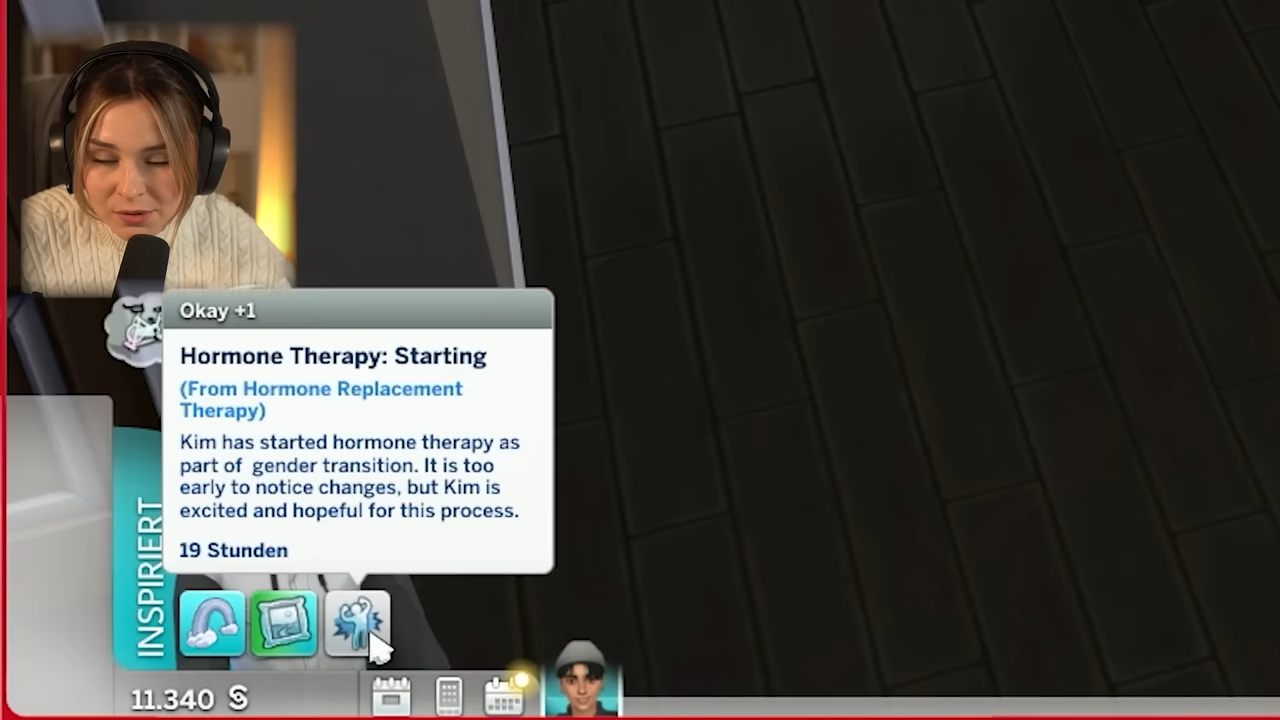 Okay +1
Hormone Therapy: Starting
(From Hormone Replacement
Therapy)
Kim has started hormone therapy as
part of gender transition. It is too
early to notice changes, but Kim is
excited and hopeful for this process.
19 Stunden
INSPIRIERT
11.340 S